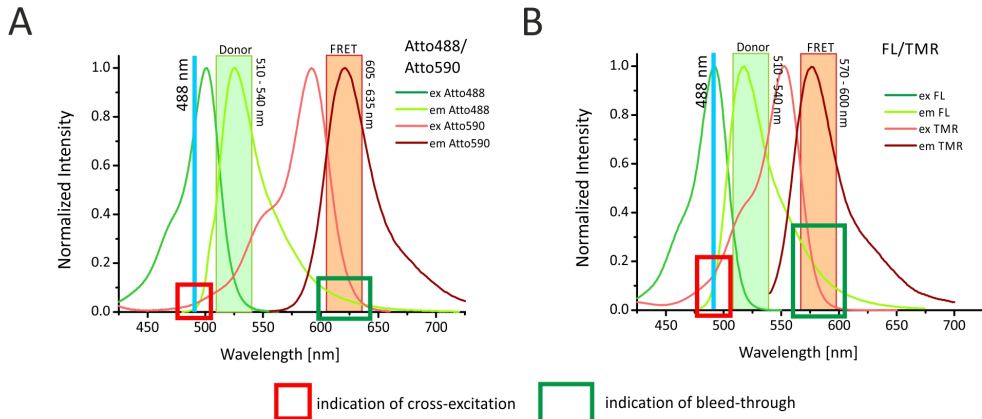 A
Atto488/
Atto590
Donor
FRET
488 nm
510 - 540 nm
605 - 635 nm
ex Atto488
em Atto488
ex Atto590
em Atto590
Normalized Intensity
1.0
0.8
0.6
0.4
0.2
0.0
450
500
550
600
650
700
Wavelength [nm]
B
FL/TMR
Donor
FRET
488 nm
510 - 540 nm
570 - 600 nm
ex FL
em FL
ex TMR
em TMR
Normalized Intensity
1.0
0.8
0.6
0.4
0.2
0.0
450
500
550
600
650
700
Wavelength [nm]
indication of cross-excitation
indication of bleed-through